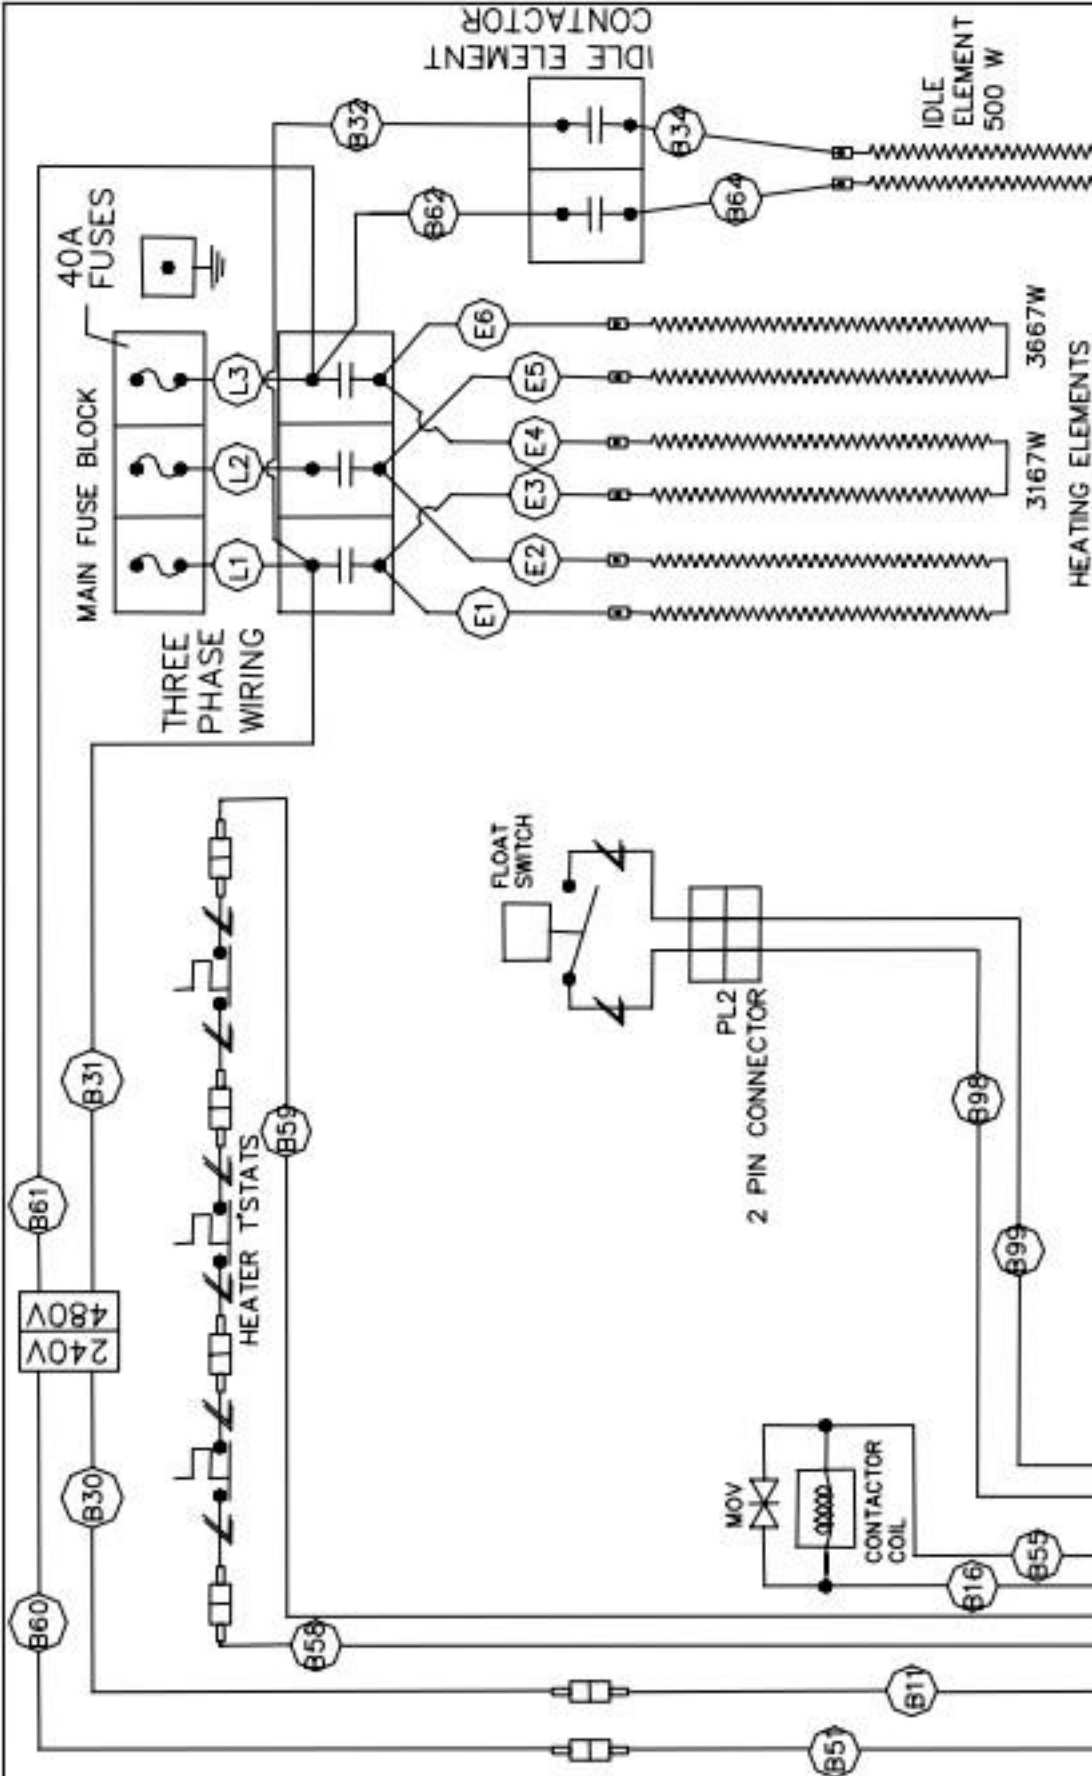 IDLE ELEMENT
CONTACTOR
B32
B34
B62
B64
IDLE
ELEMENT
500 W
40A
FUSES
MAIN FUSE BLOCK
L3
L2
L1
THREE
PHASE
WIRING
E6
E5
E4
E3
E2
E1
3667W
3167W
HEATING ELEMENTS
B61
B31
480V
240V
B60
B30
HEATER T'STATS
B59
B58
FLOAT
SWITCH
PL2
2 PIN CONNECTOR
B98
B99
MOV
CONTACTOR
COIL
B55
B16
B11